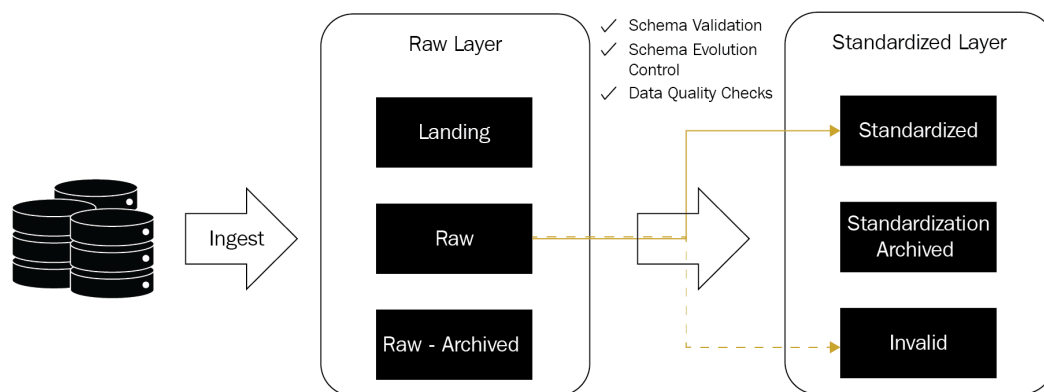 Raw Layer
Landing
Raw
Raw - Archived
Ingest
✓ Schema Validation
✓ Schema Evolution
Control
✓ Data Quality Checks
Standardized Layer
Standardized
Standardization
Archived
Invalid